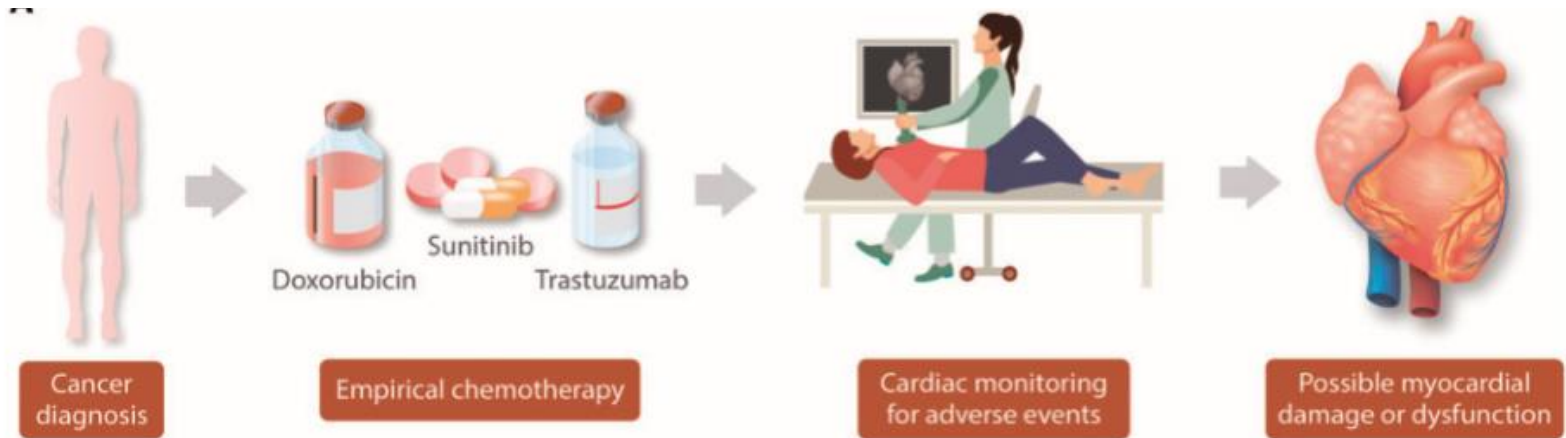 Sunitinib
Doxorubicin
Trastuzumab
Cancer
diagnosis
Empirical chemotherapy
Cardiac monitoring
for adverse events
Possible myocardial
damage or dysfunction